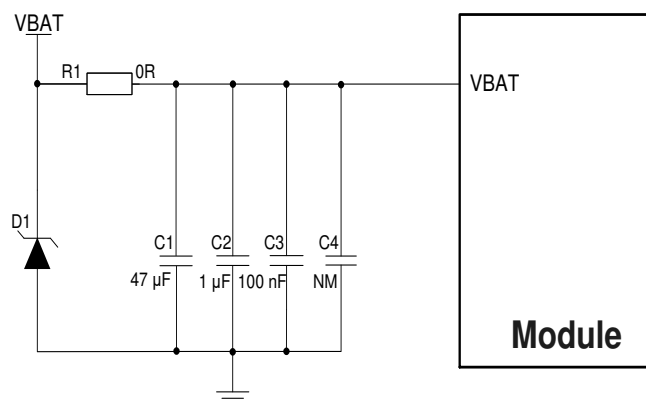 VBAT
R1 0R
VBAT
D1
C1 C2 C3 C4
47 µF 1 µF 100 nF NM
Module